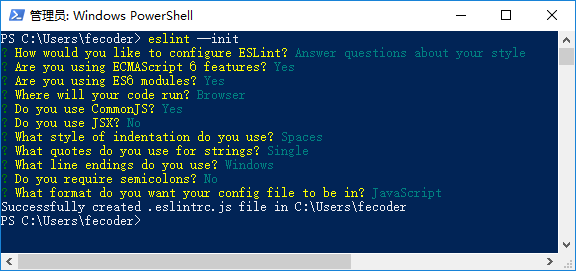 管理员: Windows PowerShell
PS C:\Users\fecoder> eslint --init
? How would you like to configure ESLint? Answer questions about your style
? Are you using ECMAScript 6 features? Yes
? Are you using ES6 modules? Yes
? Where will your code run? Browser
? Do you use CommonJS? Yes
? Do you use JSX? No
? What style of indentation do you use? Spaces
? What quotes do you use for strings? Single
? What line endings do you use? Windows
? Do you require semicolons? No
? What format do you want your config file to be in? JavaScript
Successfully created .eslintrc.js file in C:\Users\fecoder
PS C:\Users\fecoder>